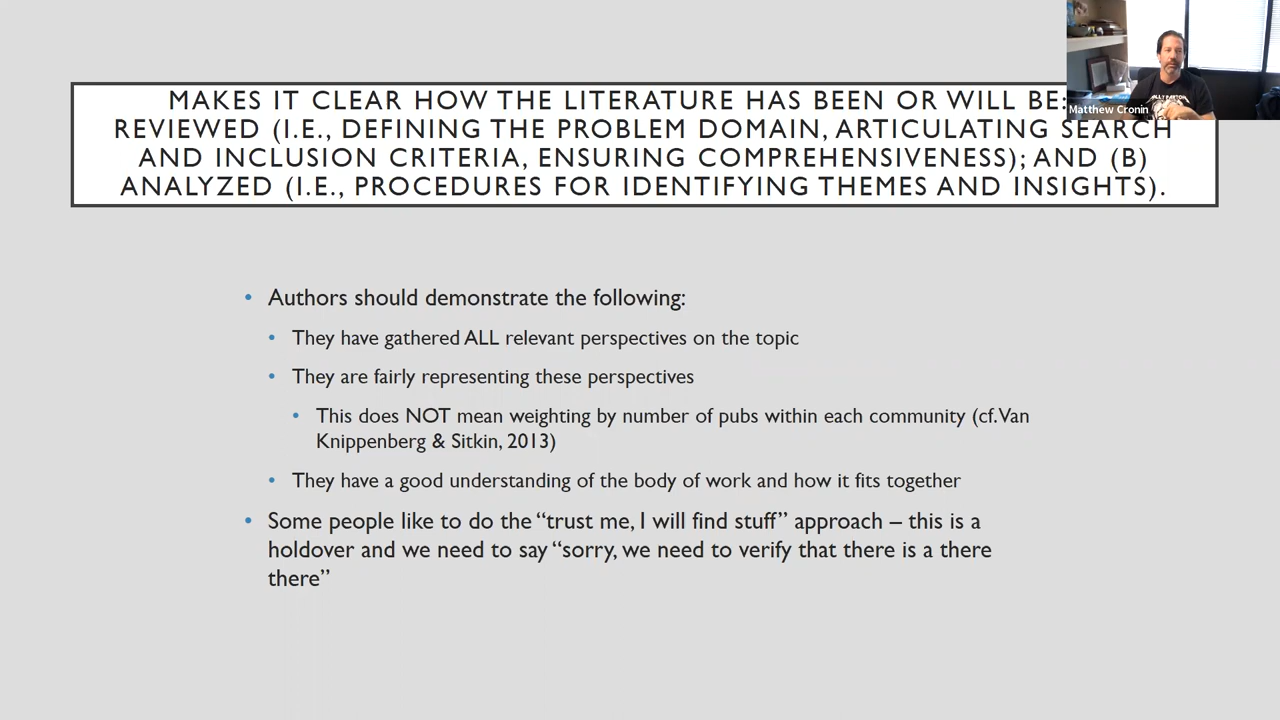 MAKES IT CLEAR HOW THE LITERATURE HAS BEEN OR WILL BE:
REVIEWED (I.E., DEFINING THE PROBLEM DOMAIN, ARTICULATING SEARCH
AND INCLUSION CRITERIA, ENSURING COMPREHENSIVENESS); AND (B)
ANALYZED (I.E., PROCEDURES FOR IDENTIFYING THEMES AND INSIGHTS).
Matthew Cronin
• Authors should demonstrate the following:
• They have gathered ALL relevant perspectives on the topic
• They are fairly representing these perspectives
• This does NOT mean weighting by number of pubs within each community (cf. Van
Knippenberg & Sitkin, 2013)
• They have a good understanding of the body of work and how it fits together
• Some people like to do the “trust me, I will find stuff” approach – this is a
holdover and we need to say “sorry, we need to verify that there is a there
there”